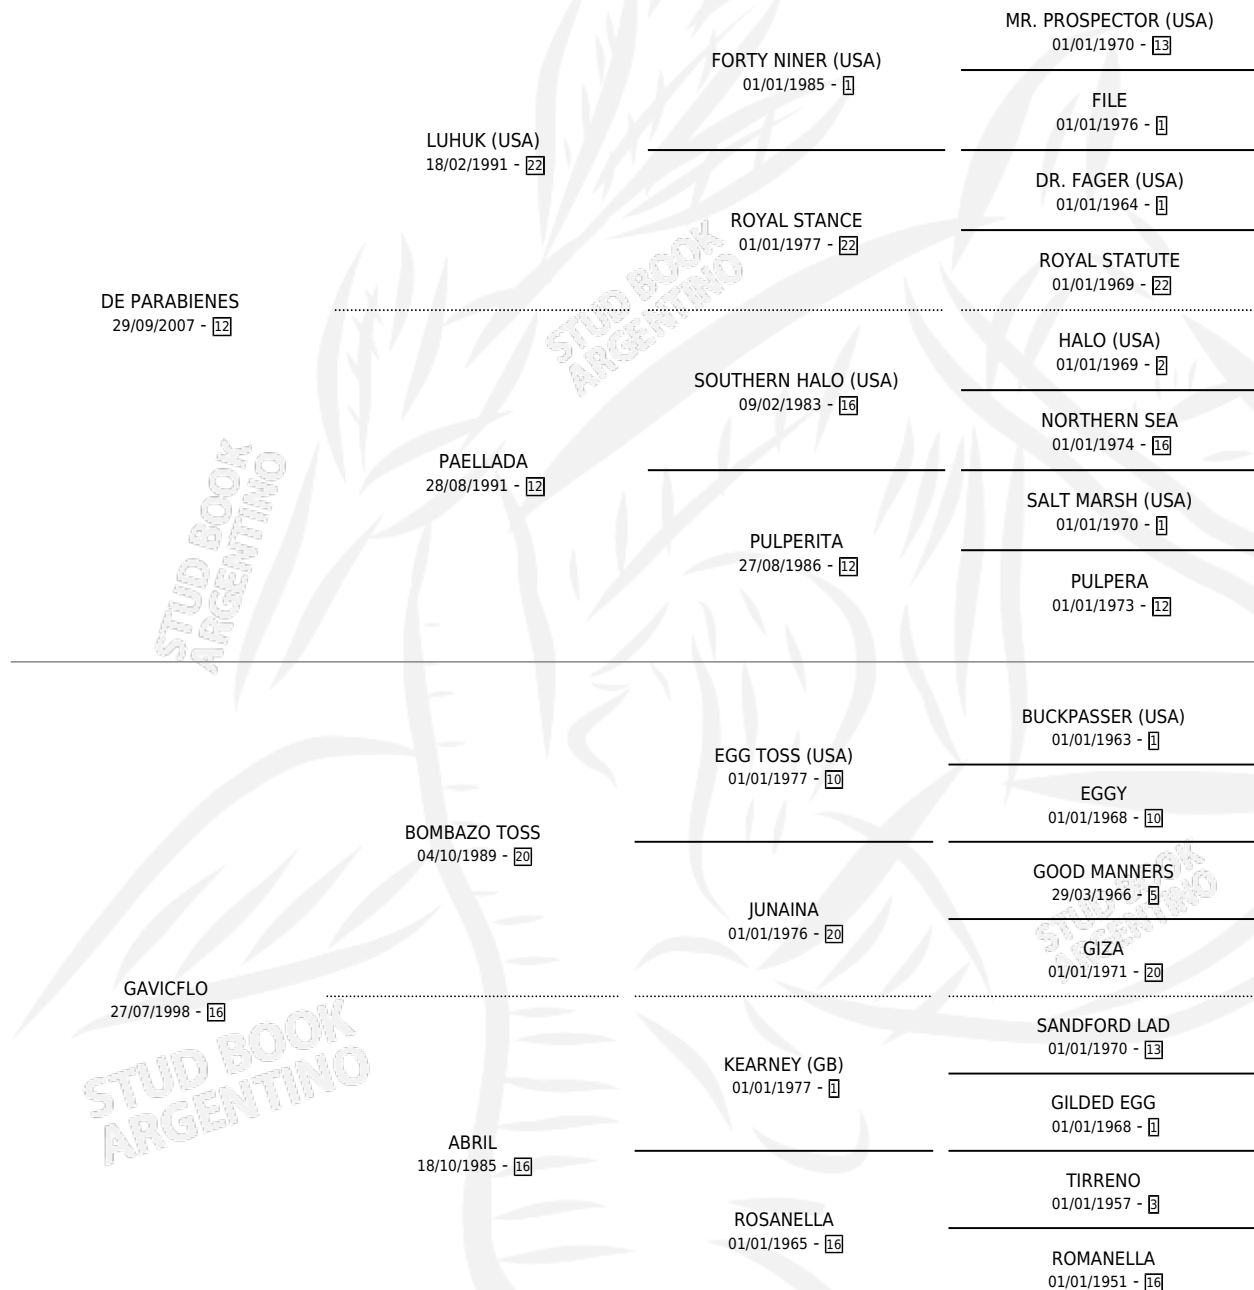 DE PARABIENES
29/09/2007 - 12
LUHUK (USA)
18/02/1991 - 22
PAELLADA
28/08/1991 - 12
FORTY NINER (USA)
01/01/1985 - 1
ROYAL STANCE
01/01/1977 - 22
SOUTHERN HALO (USA)
09/02/1983 - 16
PULPERITA
27/08/1986 - 12
MR. PROSPECTOR (USA)
01/01/1970 - 13
FILE
01/01/1976 - 1
DR. FAGER (USA)
01/01/1964 - 1
ROYAL STATUTE
01/01/1969 - 22
HALO (USA)
01/01/1969 - 2
NORTHERN SEA
01/01/1974 - 16
SALT MARSH (USA)
01/01/1970 - 1
PULPERA
01/01/1973 - 12
STUD BOOK
ARGENTINO
STUD BOOK
ARGENTINO
GAVICFLO
27/07/1998 - 16
BOMBAZO TOSS
04/10/1989 - 20
ABRIL
18/10/1985 - 16
EGG TOSS (USA)
01/01/1977 - 10
JUNAINA
01/01/1976 - 20
KEARNEY (GB)
01/01/1977 - 1
ROSANELLA
01/01/1965 - 16
BUCKPASSER (USA)
01/01/1963 - 1
EGGY
01/01/1968 - 10
GOOD MANNERS
29/03/1966 - 5
GIZA
01/01/1971 - 20
SANDFORD LAD
01/01/1970 - 13
GILDED EGG
01/01/1968 - 1
TIRRENO
01/01/1957 - 3
ROMANELLA
01/01/1951 - 16
STUD BOOK
ARGENTINO
STUD BOOK
ARGENTINO